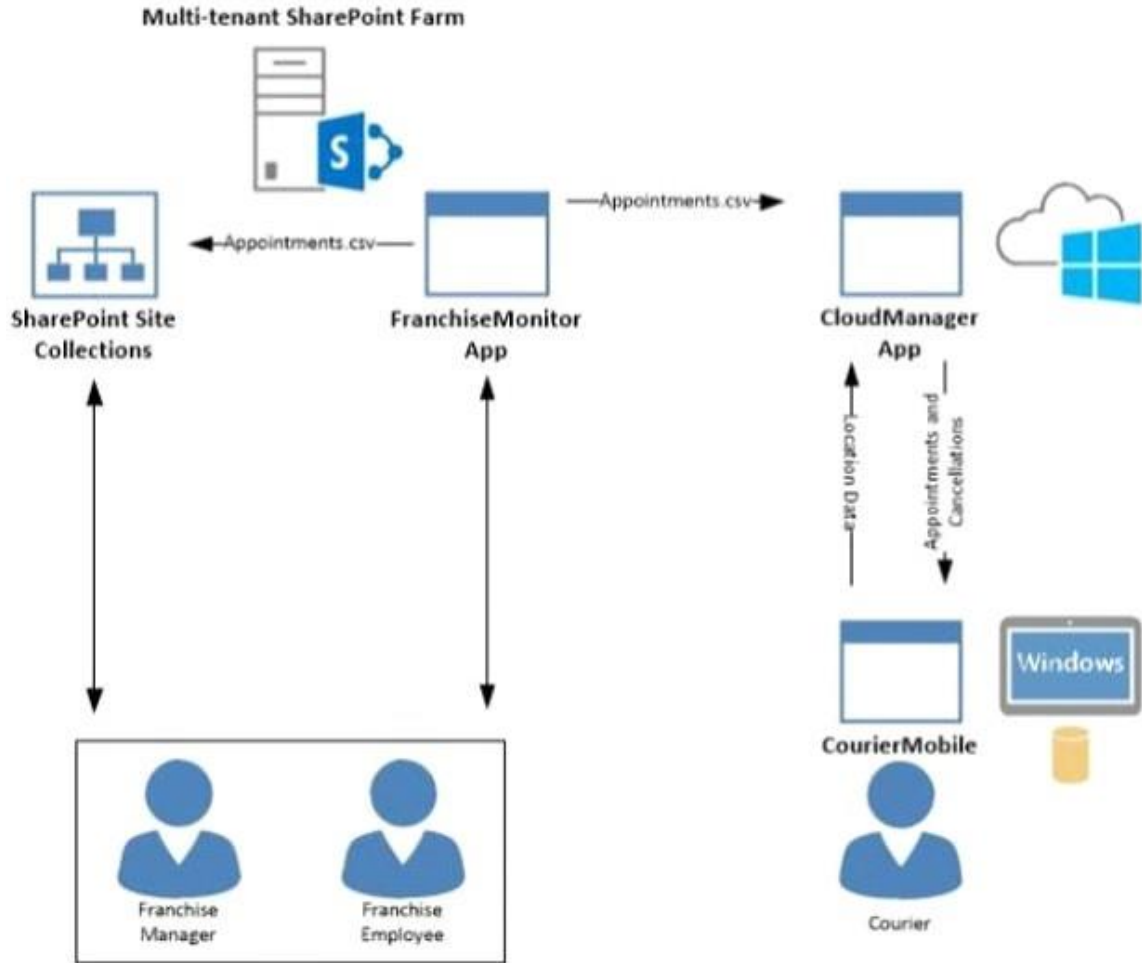 Multi-tenant SharePoint Farm
S
Appointments.csv
Appointments.csv
SharePoint Site
Collections
FranchiseMonitor
App
CloudManager
App
Location Data
Appointments and
Cancellations
Windows
CourierMobile
Franchise
Manager
Franchise
Employee
Courier